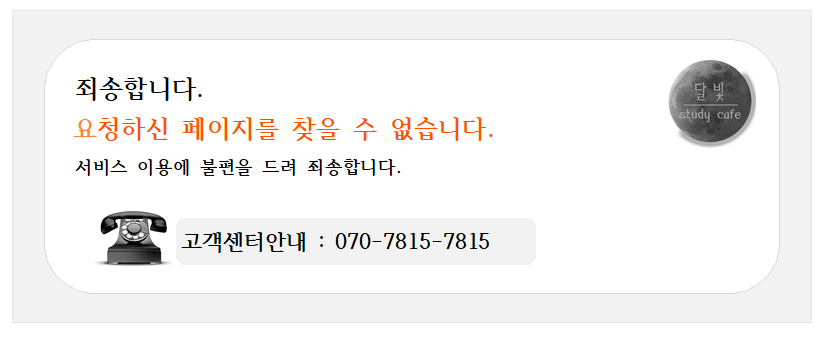 죄송합니다.
요청하신 페이지를 찾을 수 없습니다.
서비스 이용에 불편을 드려 죄송합니다.
고객센터안내 : 070-7815-7815
달빛
study cafe